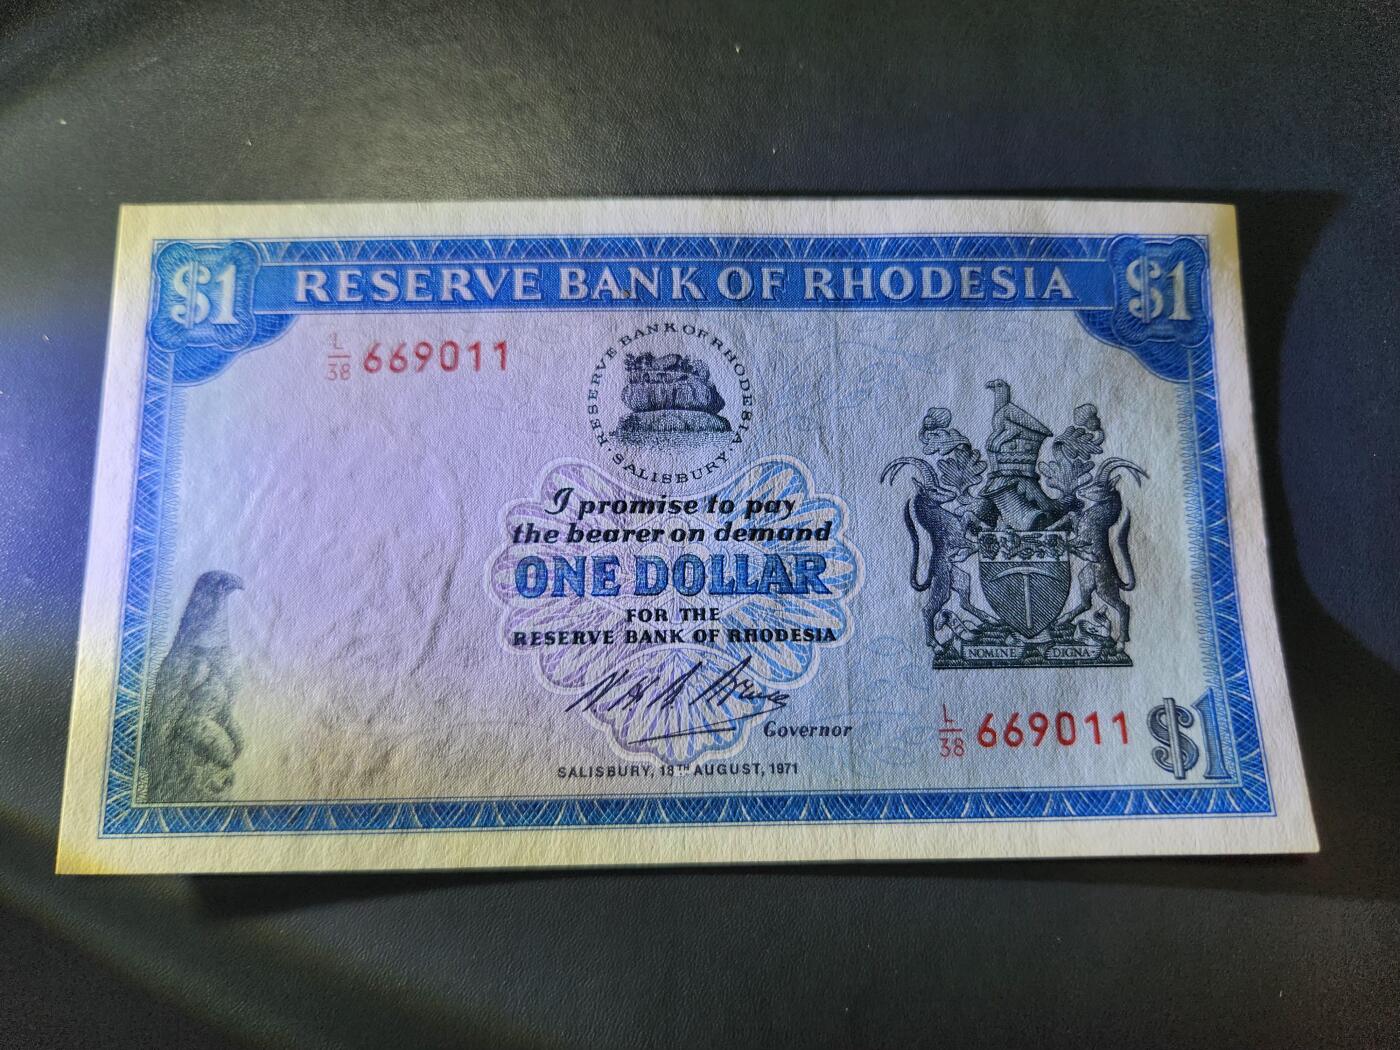 $1 RESERVE BANK OF RHODESIA $1
L/38 669011
RESERVE BANK OF RHODESIA
· SALISBURY ·
I promise to pay
the bearer on demand
ONE DOLLAR
FOR THE
RESERVE BANK OF RHODESIA
Governor
SALISBURY, 18TH AUGUST, 1971
NOMINE DIGNA
L/38 669011 $1